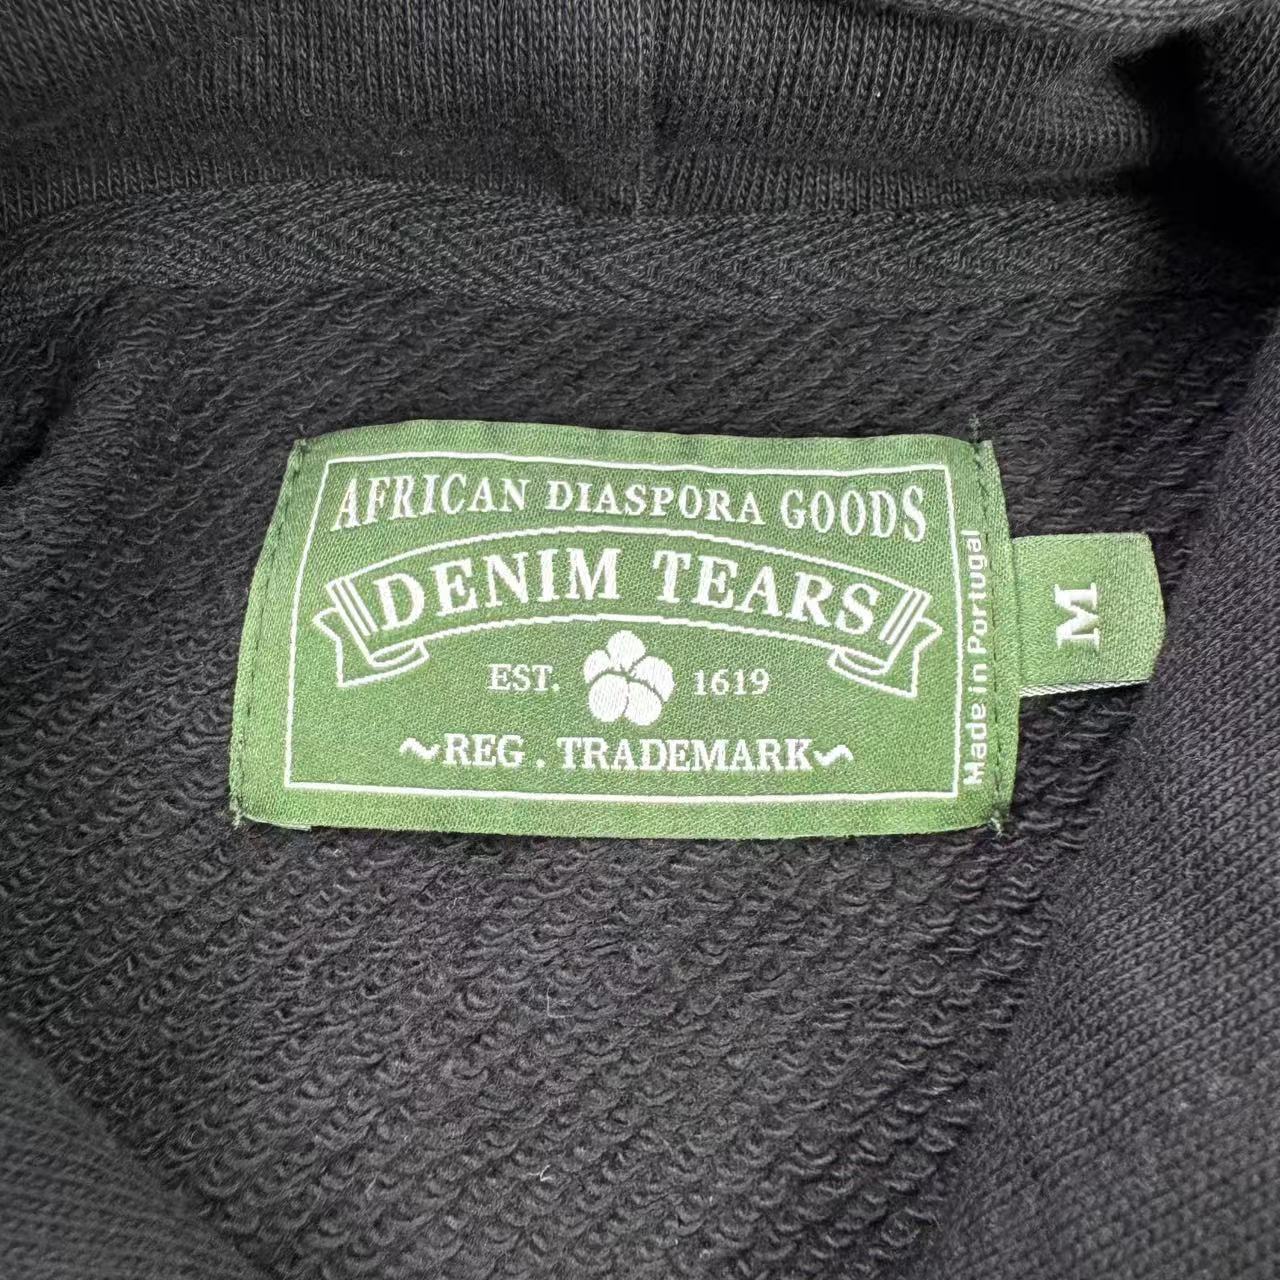 AFRICAN DIASPORA GOODS
DENIM TEARS
EST. 1619
~REG . TRADEMARK~
Made in Portugal
M